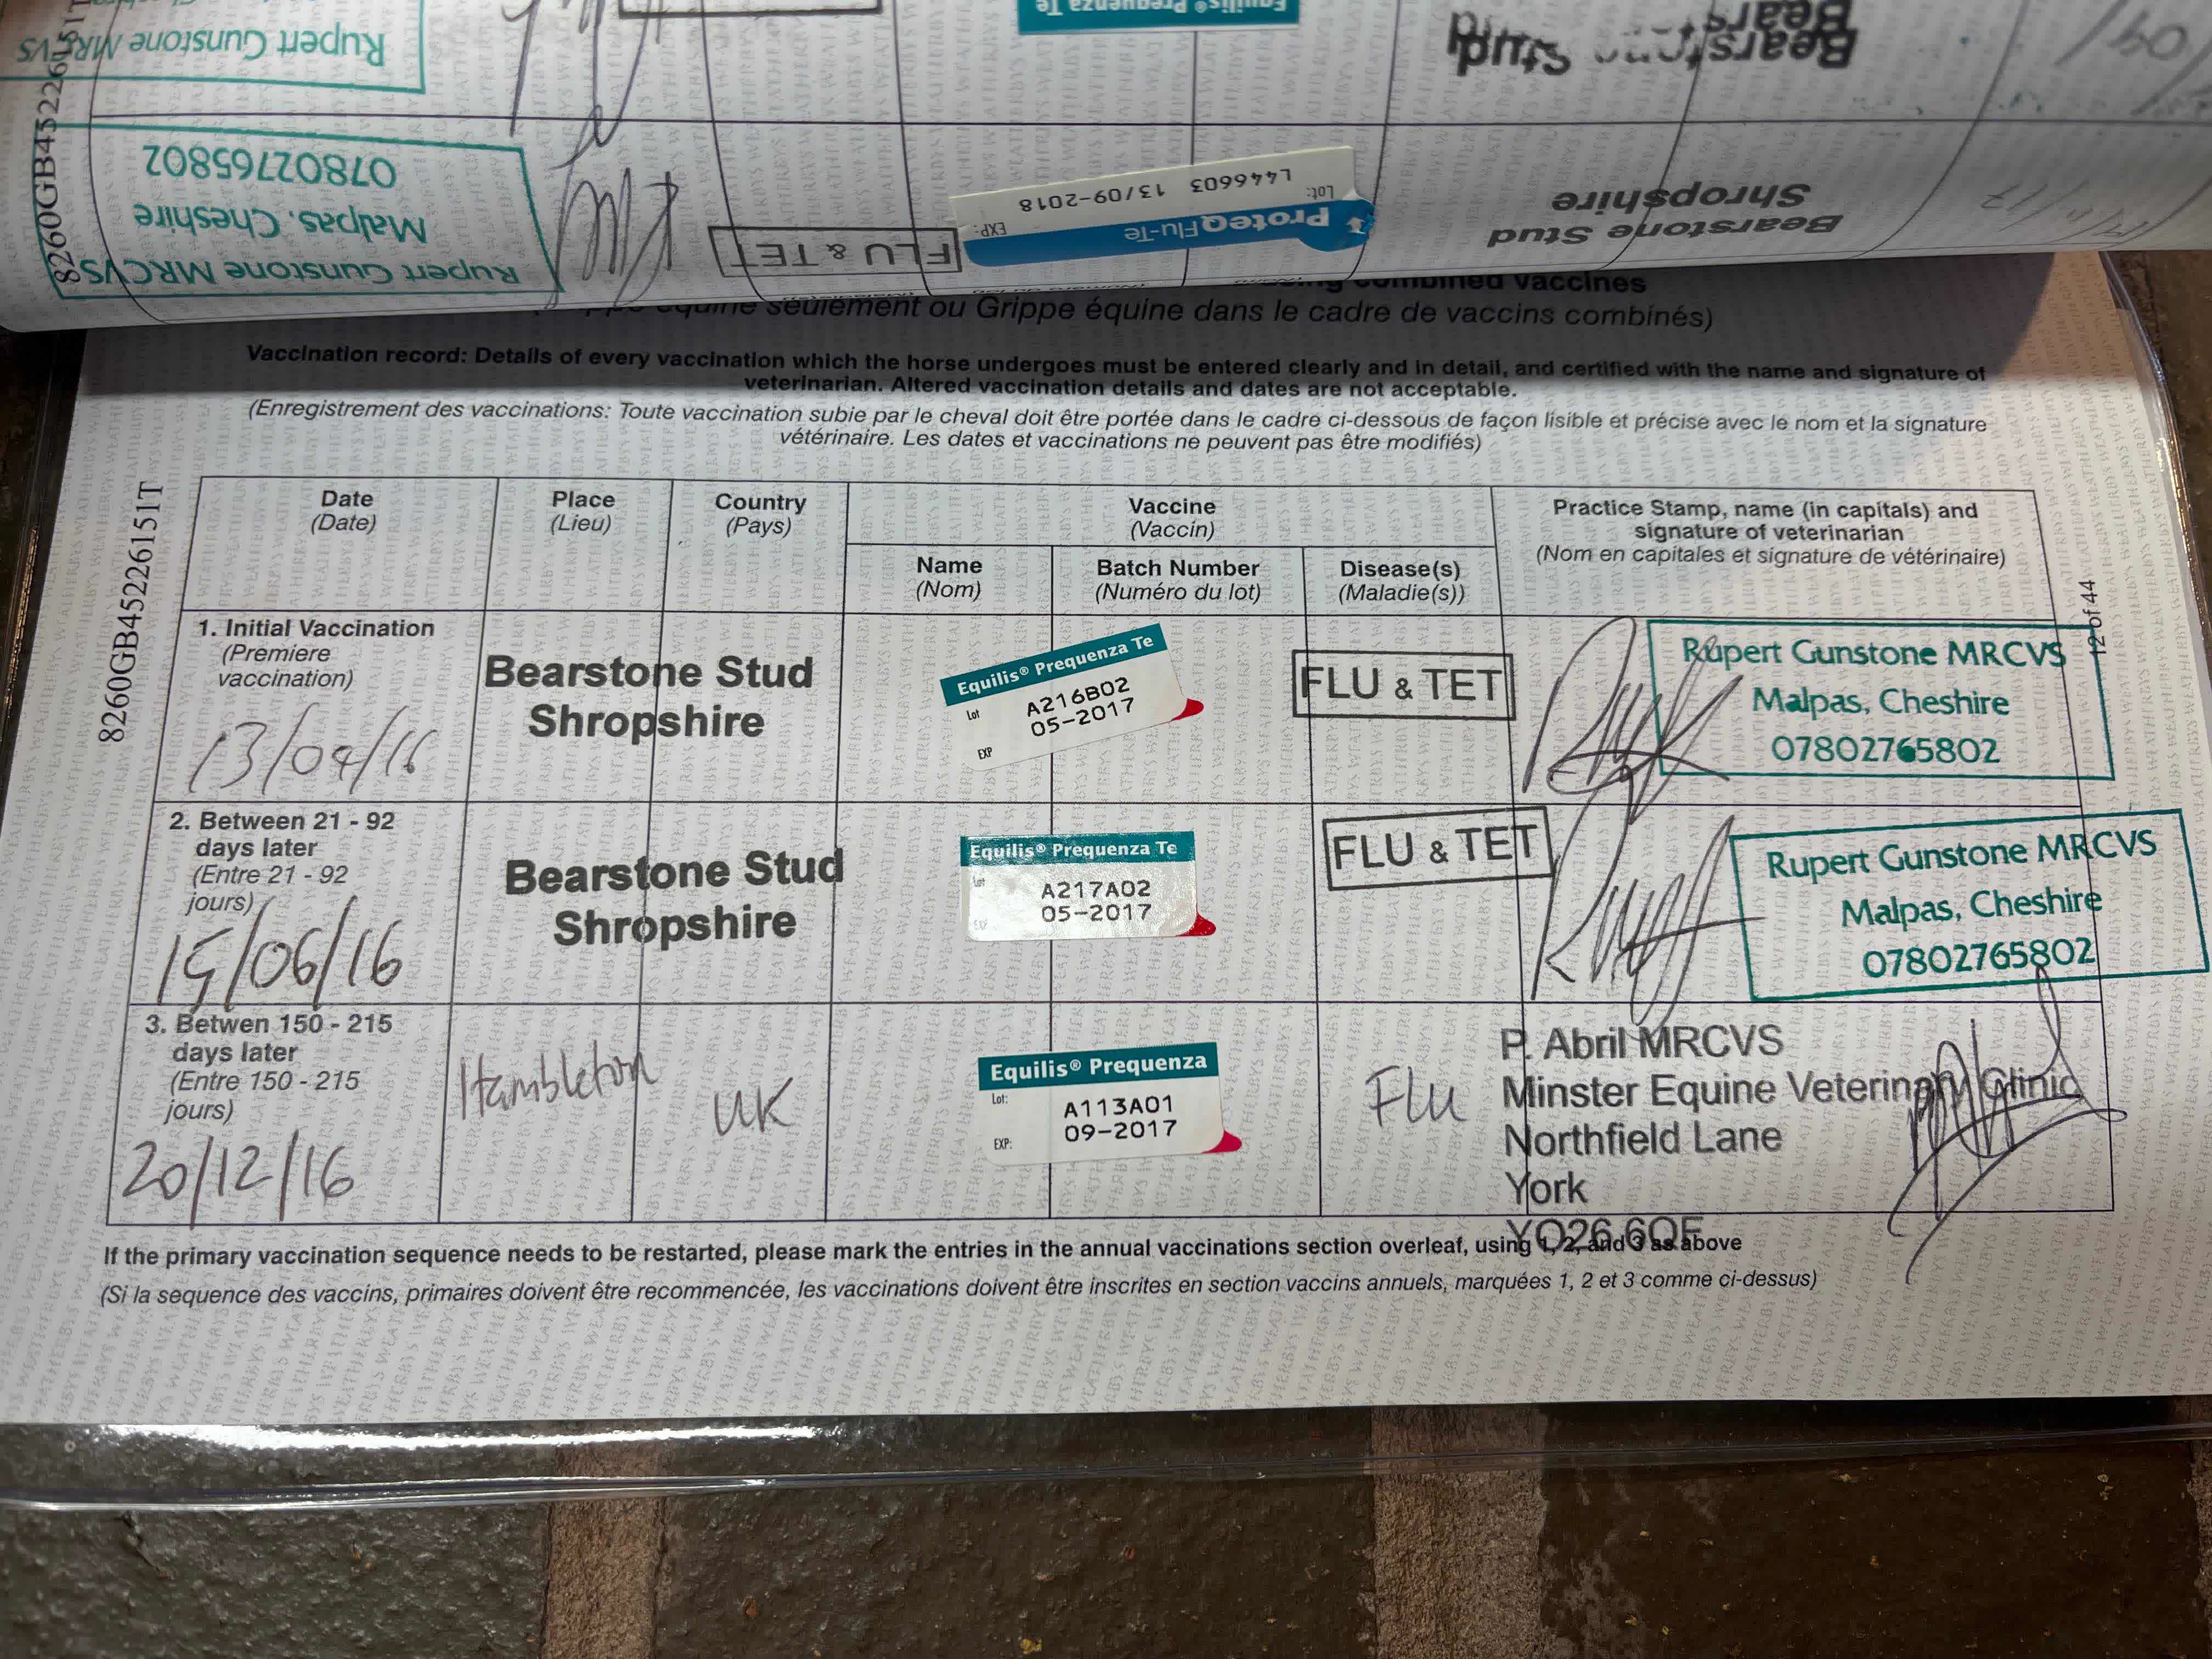 Rupert Gunstone MRCVS
Equilis® Prequenza Te
Bearstone Stud
8260GB45226151T
Rupert Gunstone MRCVS
Malpas, Cheshire
07802765802
FLU & TET
ProteqFlu-Te
Lot: EXP:
L446603 13/09-2018
Bearstone Stud
Shropshire
combined vaccines
équine seulement ou Grippe équine dans le cadre de vaccins combinés)
Vaccination record: Details of every vaccination which the horse undergoes must be entered clearly and in detail, and certified with the name and signature of
veterinarian. Altered vaccination details and dates are not acceptable.
(Enregistrement des vaccinations: Toute vaccination subie par le cheval doit être portée dans le cadre ci-dessous de façon lisible et précise avec le nom et la signature
vétérinaire. Les dates et vaccinations ne peuvent pas être modifiés)
8260GB45226151T
12 of 44
Date
(Date)
Place
(Lieu)
Country
(Pays)
Vaccine
(Vaccin)
Name
(Nom)
Batch Number
(Numéro du lot)
Disease(s)
(Maladie(s))
Practice Stamp, name (in capitals) and
signature of veterinarian
(Nom en capitales et signature de vétérinaire)
1. Initial Vaccination
(Premiere
vaccination)
13/04/16
Bearstone Stud
Shropshire
Equilis® Prequenza Te
Lot A216B02
EXP 05-2017
FLU & TET
Rupert Gunstone MRCVS
Malpas, Cheshire
07802765802
2. Between 21 - 92
days later
(Entre 21 - 92
jours)
/06/16
Bearstone Stud
Shropshire
Equilis® Prequenza Te
Lot A217A02
EXP 05-2017
FLU & TET
Rupert Gunstone MRCVS
Malpas, Cheshire
07802765802
3. Betwen 150 - 215
days later
(Entre 150 - 215
jours)
20/12/16
Hambleton
UK
Equilis® Prequenza
Lot: A113A01
EXP: 09-2017
Flu
P. Abril MRCVS
Minster Equine Veterinary Clinic
Northfield Lane
York
YO26 6QF
If the primary vaccination sequence needs to be restarted, please mark the entries in the annual vaccinations section overleaf, using 1, 2, and 3 as above
(Si la sequence des vaccins, primaires doivent être recommencée, les vaccinations doivent être inscrites en section vaccins annuels, marquées 1, 2 et 3 comme ci-dessus)